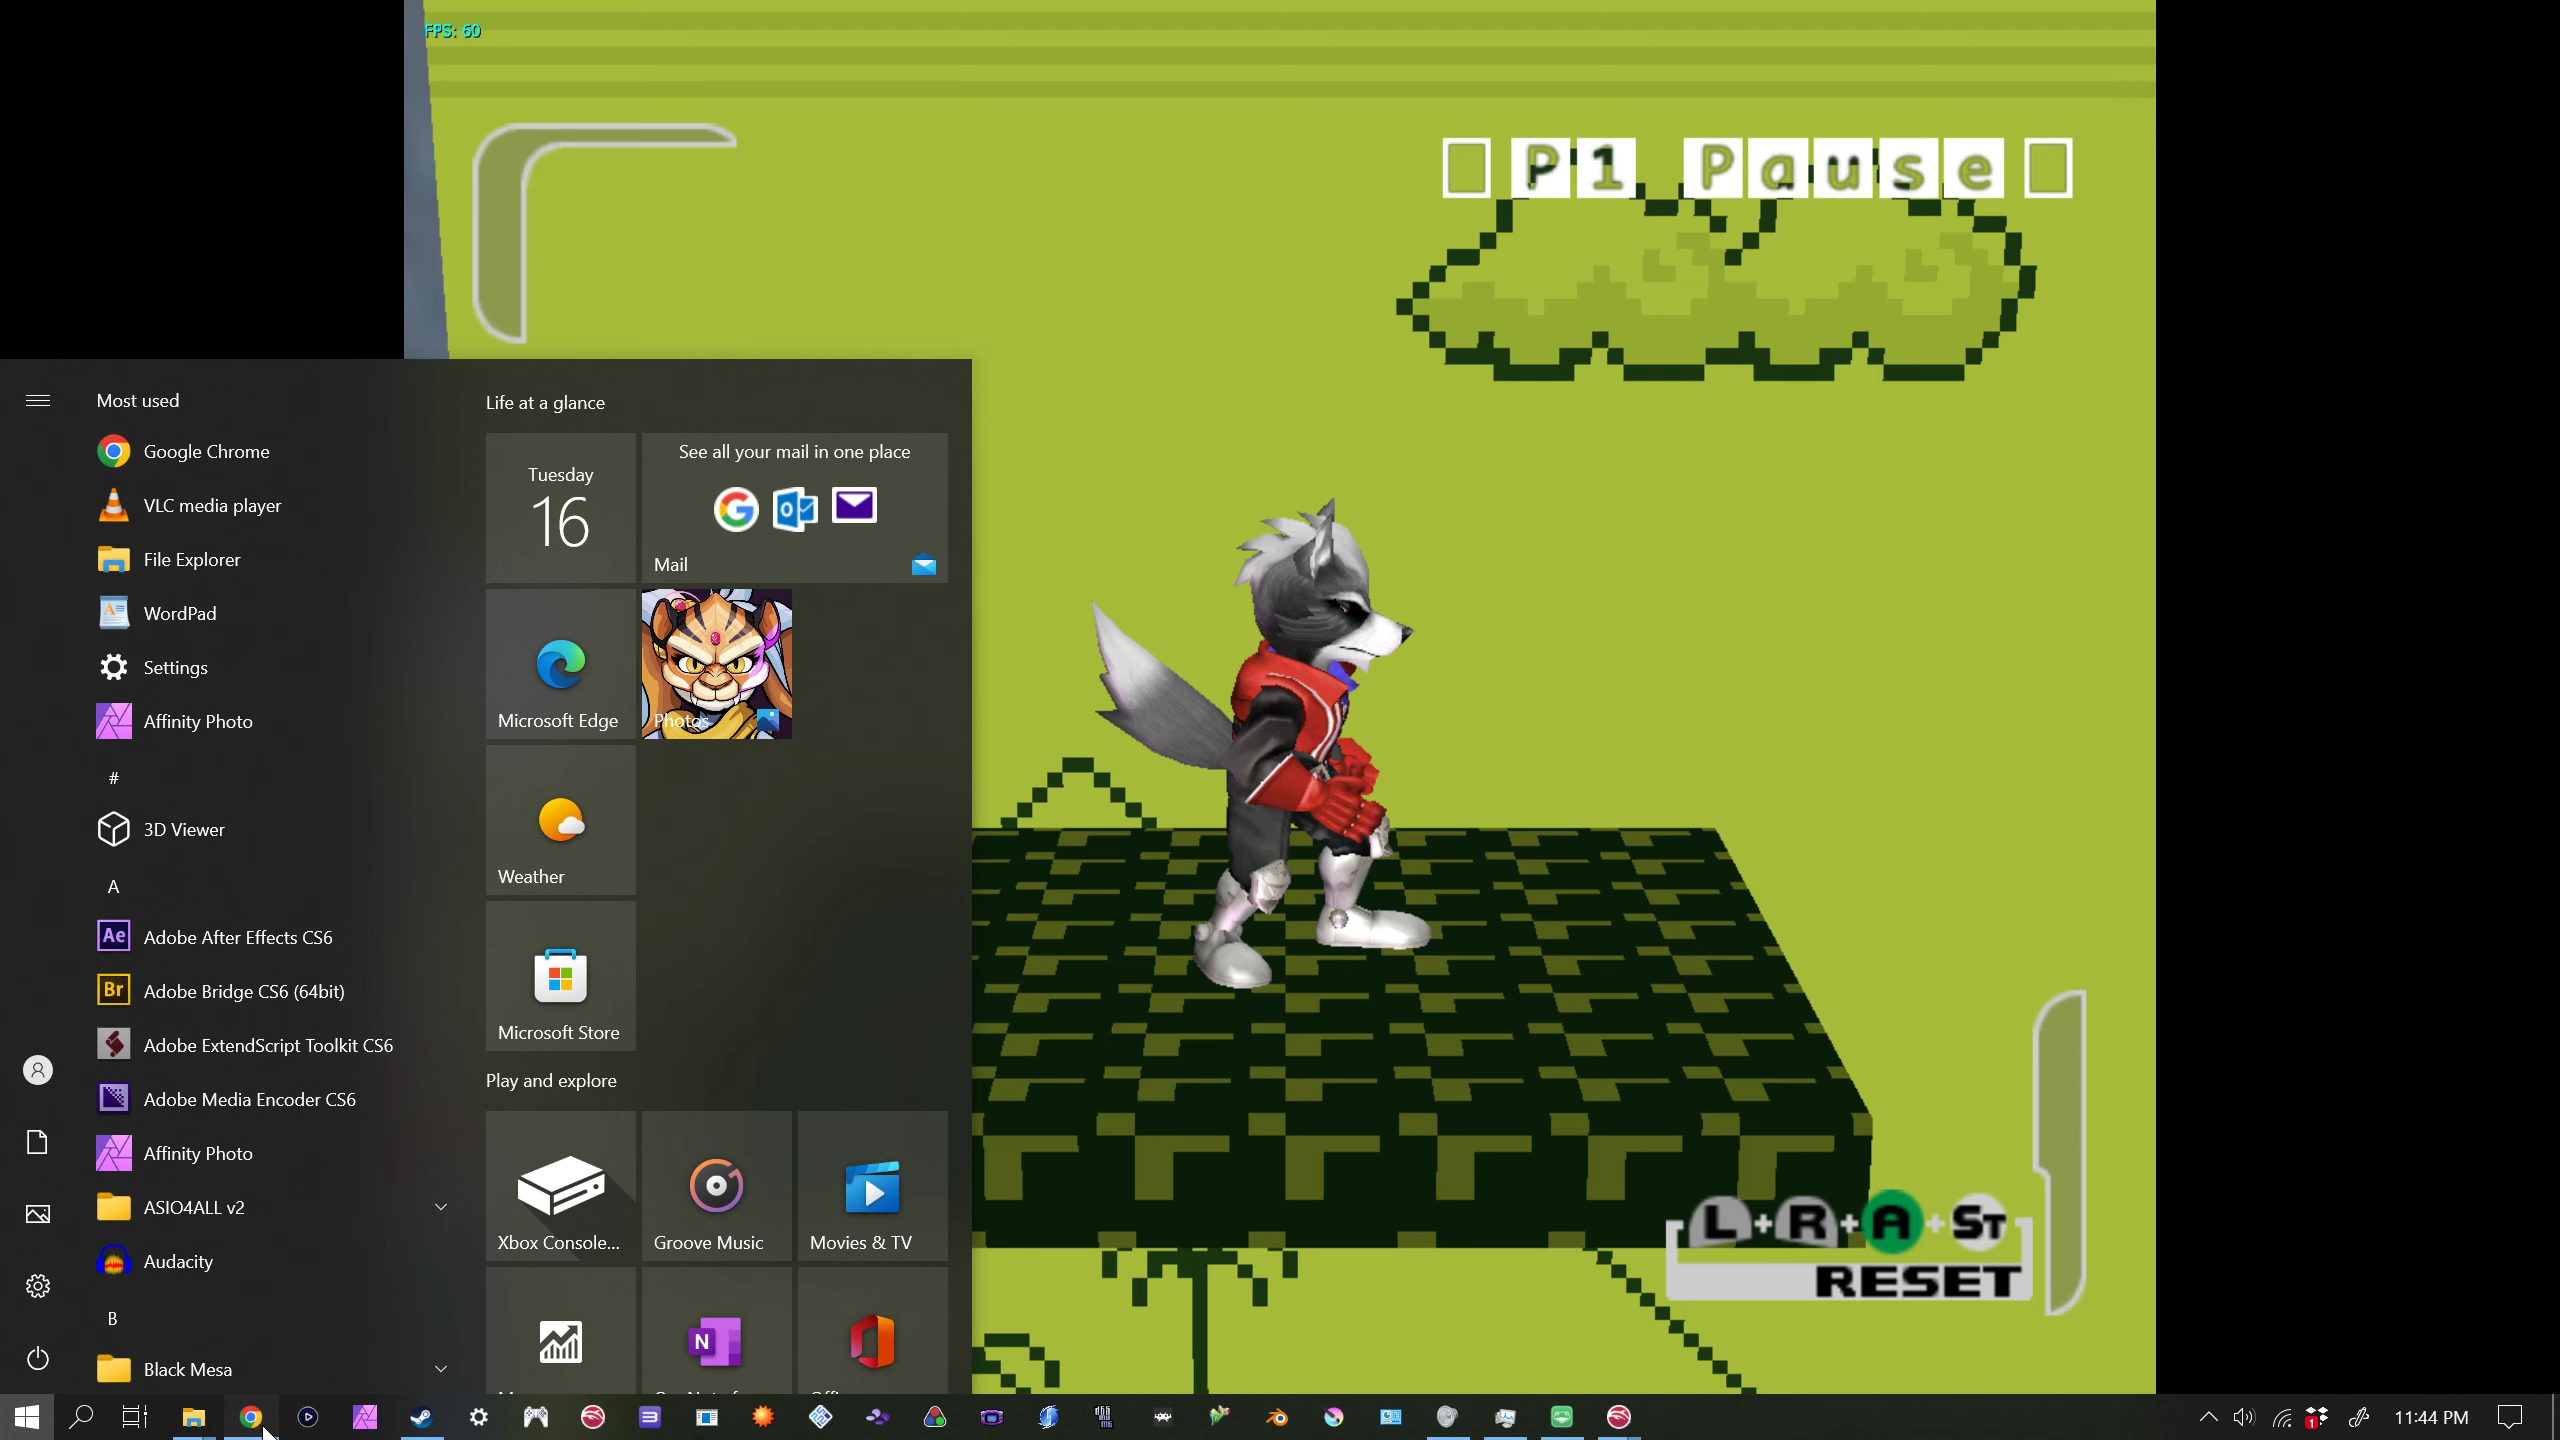 FPS: 60
P1 Pause
Most used
Google Chrome
VLC media player
File Explorer
WordPad
Settings
Affinity Photo
#
3D Viewer
A
Ae
Adobe After Effects CS6
Br
Adobe Bridge CS6 (64bit)
Adobe ExtendScript Toolkit CS6
Adobe Media Encoder CS6
Affinity Photo
ASIO4ALL v2
Audacity
B
Black Mesa
Life at a glance
Tuesday
16
See all your mail in one place
Mail
Microsoft Edge
Photos
Weather
Microsoft Store
Play and explore
Xbox Console...
Groove Music
Movies & TV
N
L+R+A+St
RESET
1
11:44 PM